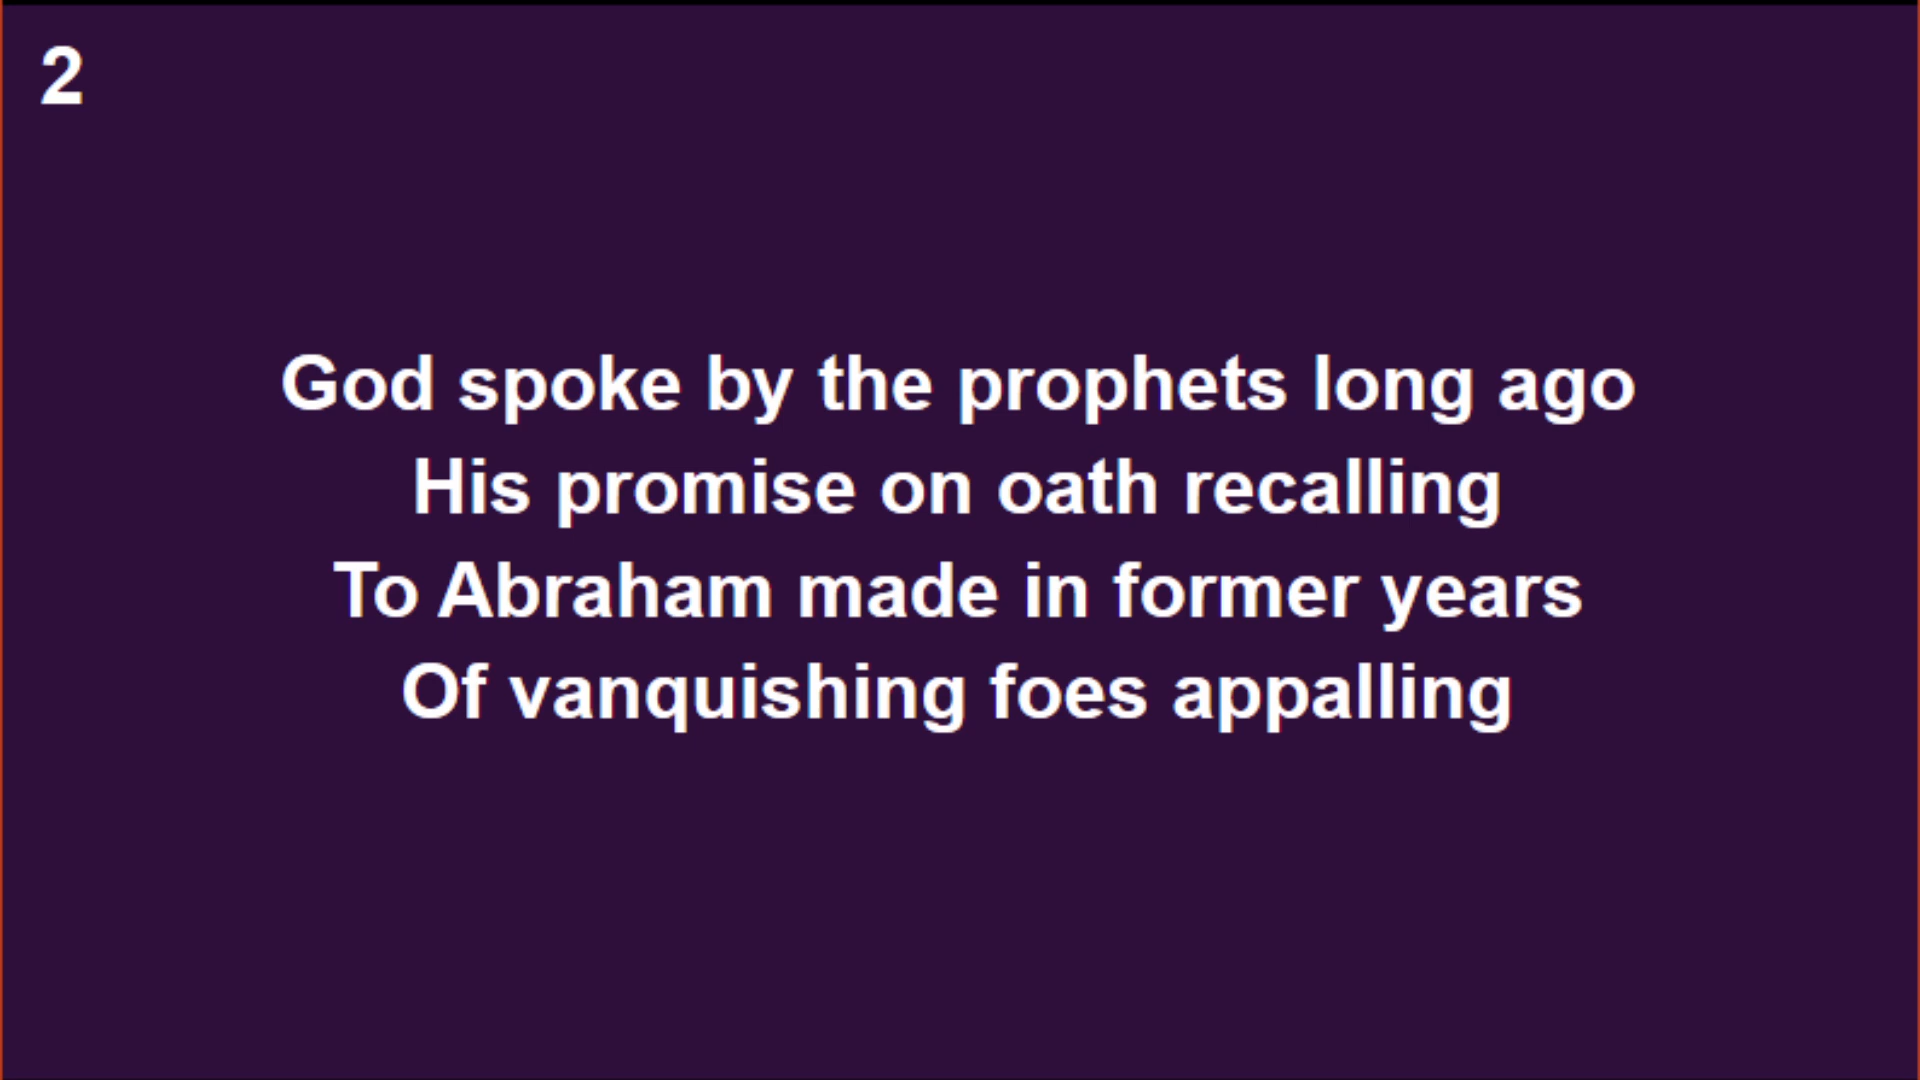 2
God spoke by the prophets long ago
His promise on oath recalling
To Abraham made in former years
Of vanquishing foes appalling